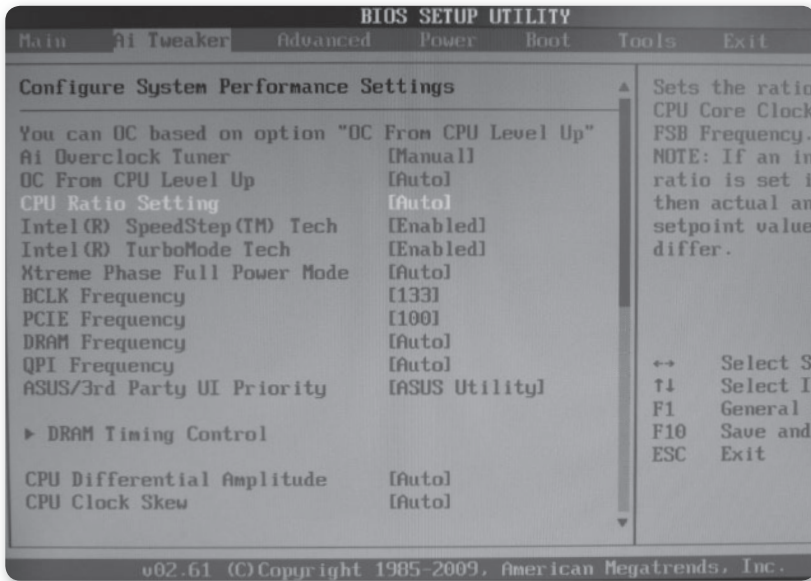 BIOS SETUP UTILITY
Main Ai Tweaker Advanced Power Boot Tools Exit
Configure System Performance Settings
You can OC based on option "OC From CPU Level Up"
Ai Overclock Tuner [Manual]
OC From CPU Level Up [Auto]
CPU Ratio Setting [Auto]
Intel(R) SpeedStep(TM) Tech [Enabled]
Intel(R) TurboMode Tech [Enabled]
Xtreme Phase Full Power Mode [Auto]
BCLK Frequency [133]
PCIE Frequency [100]
DRAM Frequency [Auto]
QPI Frequency [Auto]
ASUS/3rd Party UI Priority [ASUS Utility]
▶ DRAM Timing Control
CPU Differential Amplitude [Auto]
CPU Clock Skew [Auto]
Sets the ratio
CPU Core Clock
FSB Frequency.
NOTE: If an in
ratio is set i
then actual an
setpoint value
differ.
↔ Select S
↑↓ Select I
F1 General
F10 Save and
ESC Exit
v02.61 (C)Copyright 1985-2009, American Megatrends, Inc.